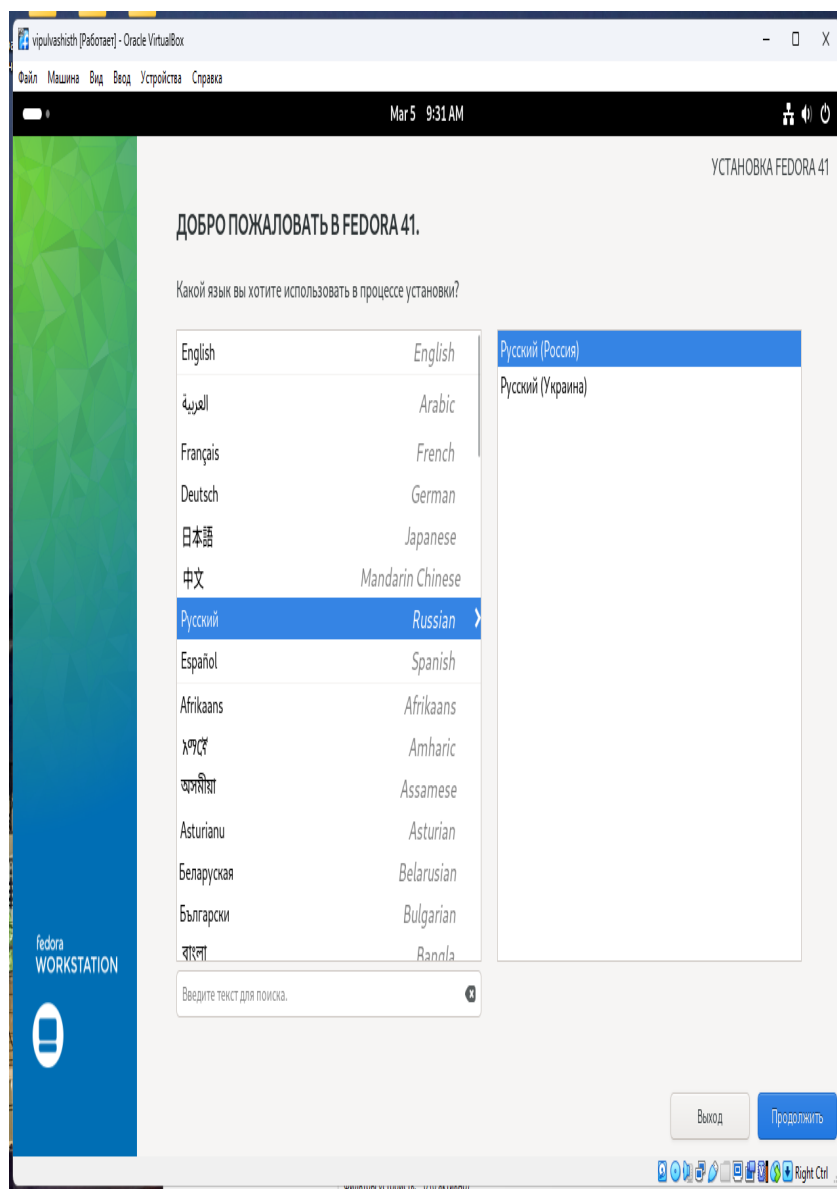 vipulvashisth [Работает] - Oracle VirtualBox
Файл Машина Вид Ввод Устройства Справка
Mar 5 9:31 AM
УСТАНОВКА FEDORA 41
ДОБРО ПОЖАЛОВАТЬ В FEDORA 41.
Какой язык вы хотите использовать в процессе установки?
English English
العربية Arabic
Français French
Deutsch German
日本語 Japanese
中文 Mandarin Chinese
Русский Russian
Español Spanish
Afrikaans Afrikaans
አማርኛ Amharic
অসমীয়া Assamese
Asturianu Asturian
Беларуская Belarusian
Български Bulgarian
বাংলা Bangla
Русский (Россия)
Русский (Украина)
Введите текст для поиска.
fedora
WORKSTATION
Выход Продолжить
Right Ctrl